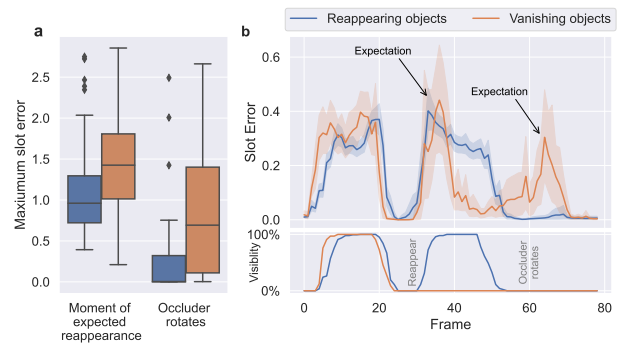 a
b
Reappearing objects
Vanishing objects
Maxiumum slot error
2.5
2.0
1.5
1.0
0.5
0.0
Moment of
expected
reappearance
Occluder
rotates
Slot Error
0.6
0.4
0.2
0.0
Expectation
Expectation
Visiblity
100%
0%
Reappear
Occluder
rotates
0
20
40
60
80
Frame